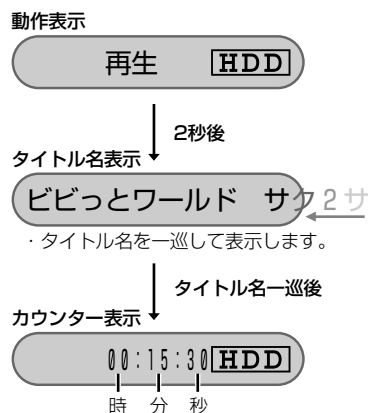 動作表示
再生 HDD
2秒後
タイトル名表示
ビビっとワールド サク2サ
・タイトル名を一巡して表示します。
タイトル名一巡後
カウンター表示
00:15:30 HDD
時 分 秒